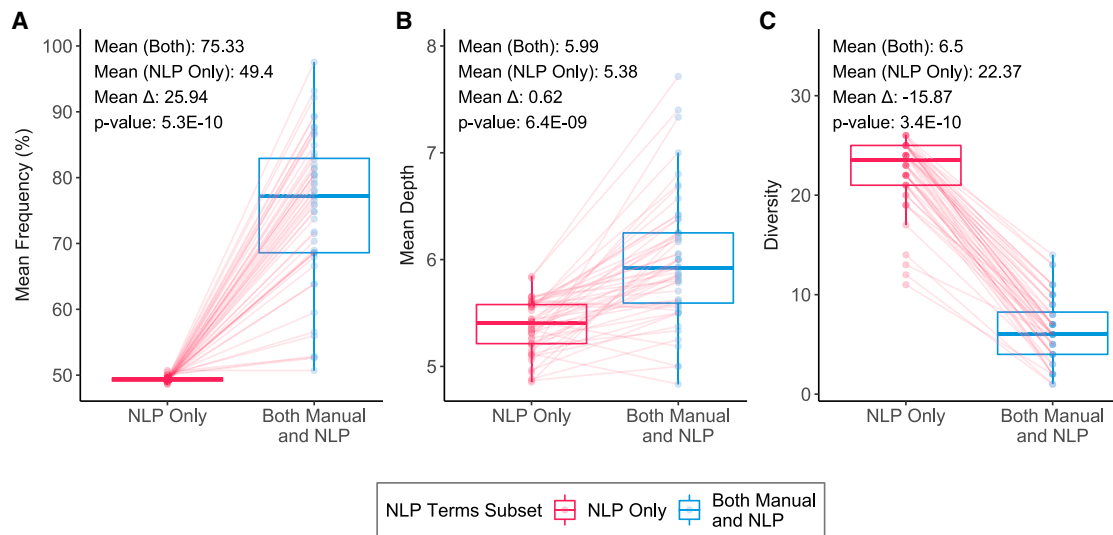 A
Mean (Both): 75.33
Mean (NLP Only): 49.4
Mean Δ: 25.94
p-value: 5.3E-10
Mean Frequency (%)
100
90
80
70
60
50
NLP Only
Both Manual
and NLP
B
Mean (Both): 5.99
Mean (NLP Only): 5.38
Mean Δ: 0.62
p-value: 6.4E-09
Mean Depth
8
7
6
5
NLP Only
Both Manual
and NLP
C
Mean (Both): 6.5
Mean (NLP Only): 22.37
Mean Δ: -15.87
p-value: 3.4E-10
Diversity
30
20
10
0
NLP Only
Both Manual
and NLP
NLP Terms Subset
NLP Only
Both Manual
and NLP